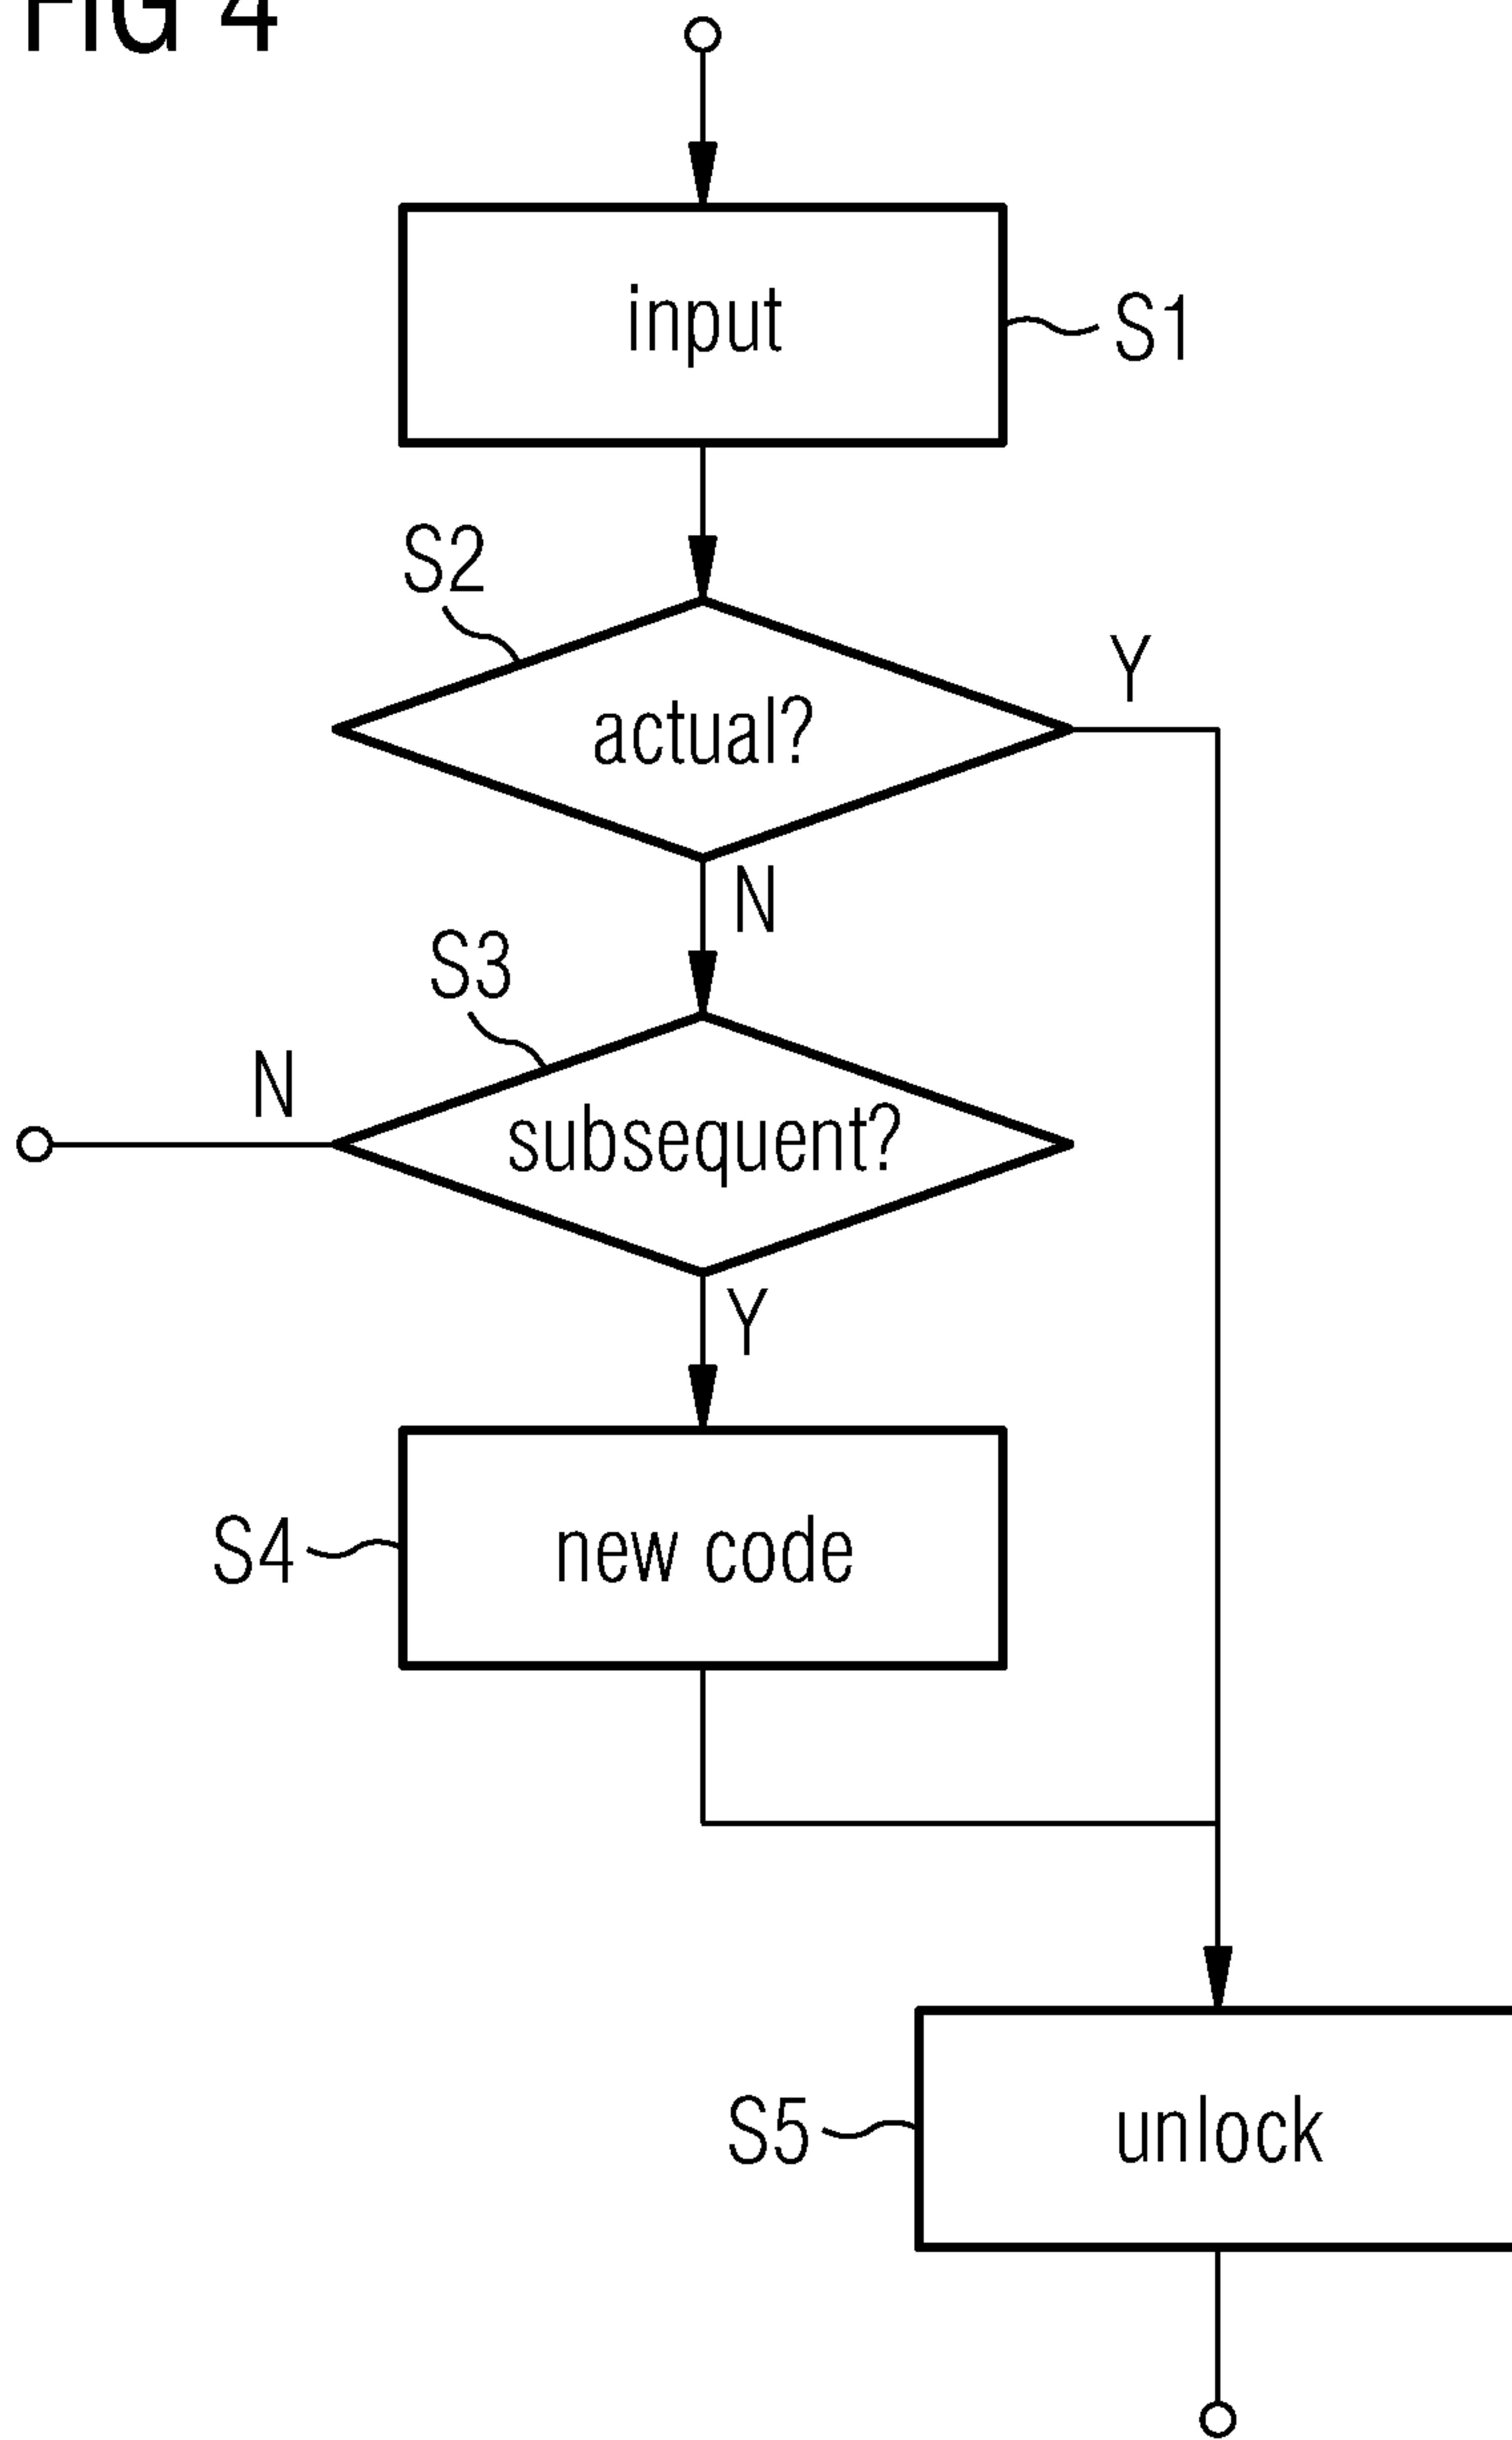 FIG 4
input
S1
S2
actual?
Y
N
S3
N
subsequent?
Y
S4
new code
S5
unlock